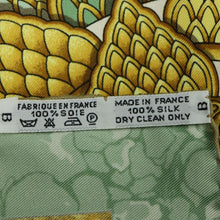 B
FABRIQUE EN FRANCE
100% SOIE
MADE IN FRANCE
100% SILK
DRY CLEAN ONLY
B